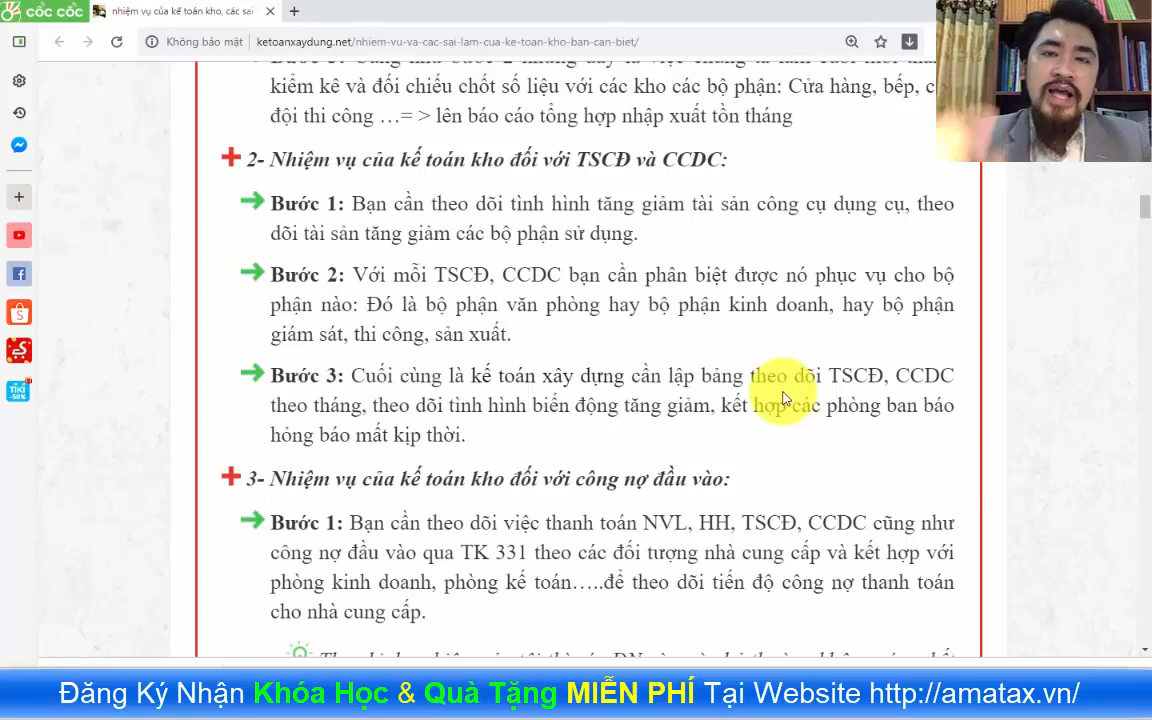 cốc cốc
nhiệm vụ của kế toán kho, các sai
Không bảo mật
ketoanxaydung.net/nhiem-vu-va-cac-sai-lam-cua-ke-toan-kho-ban-can-biet/
kiểm kê và đối chiếu chốt số liệu với các kho các bộ phận: Cửa hàng, bếp,
đội thi công …= > lên báo cáo tổng hợp nhập xuất tồn tháng
2- Nhiệm vụ của kế toán kho đối với TSCĐ và CCDC:
Bước 1: Bạn cần theo dõi tình hình tăng giảm tài sản công cụ dụng cụ, theo
dõi tài sản tăng giảm các bộ phận sử dụng.
Bước 2: Với mỗi TSCĐ, CCDC bạn cần phân biệt được nó phục vụ cho bộ
phận nào: Đó là bộ phận văn phòng hay bộ phận kinh doanh, hay bộ phận
giám sát, thi công, sản xuất.
Bước 3: Cuối cùng là kế toán xây dựng cần lập bảng theo dõi TSCĐ, CCDC
theo tháng, theo dõi tình hình biến động tăng giảm, kết hợp các phòng ban báo
hỏng báo mất kịp thời.
3- Nhiệm vụ của kế toán kho đối với công nợ đầu vào:
Bước 1: Bạn cần theo dõi việc thanh toán NVL, HH, TSCĐ, CCDC cũng như
công nợ đầu vào qua TK 331 theo các đối tượng nhà cung cấp và kết hợp với
phòng kinh doanh, phòng kế toán…..để theo dõi tiến độ công nợ thanh toán
cho nhà cung cấp.
TIKI
-50%
Đăng Ký Nhận Khóa Học & Quà Tặng MIỄN PHÍ Tại Website http://amatax.vn/